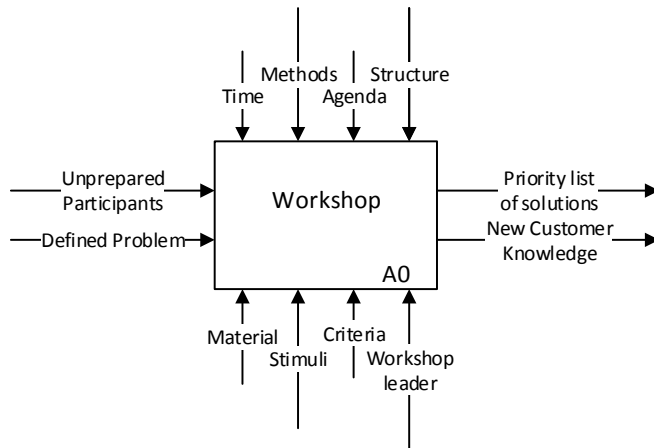 Methods
Structure
Time
Agenda
Unprepared
Participants
Workshop
Priority list
of solutions
Defined Problem
New Customer
Knowledge
A0
Material
Criteria
Stimuli
Workshop
leader